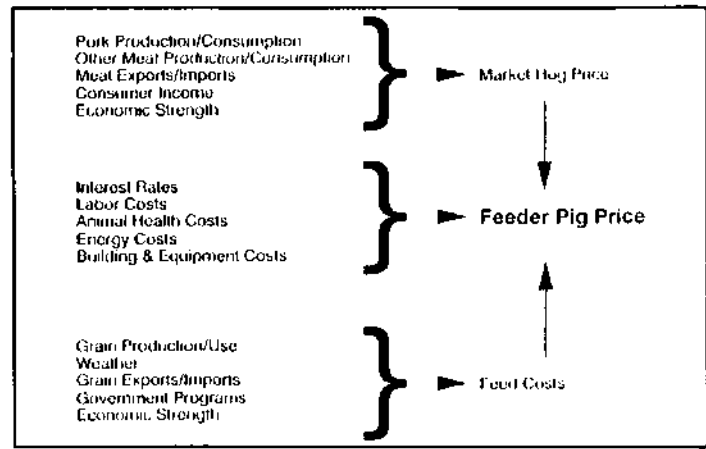 Pork Production/Consumption
Other Meat Production/Consumption
Meat Exports/Imports
Consumer Income
Economic Strength
Market Hog Price
Interest Rates
Labor Costs
Animal Health Costs
Energy Costs
Building & Equipment Costs
Feeder Pig Price
Grain Production/Use
Weather
Grain Exports/Imports
Government Programs
Economic Strength
Feed Costs